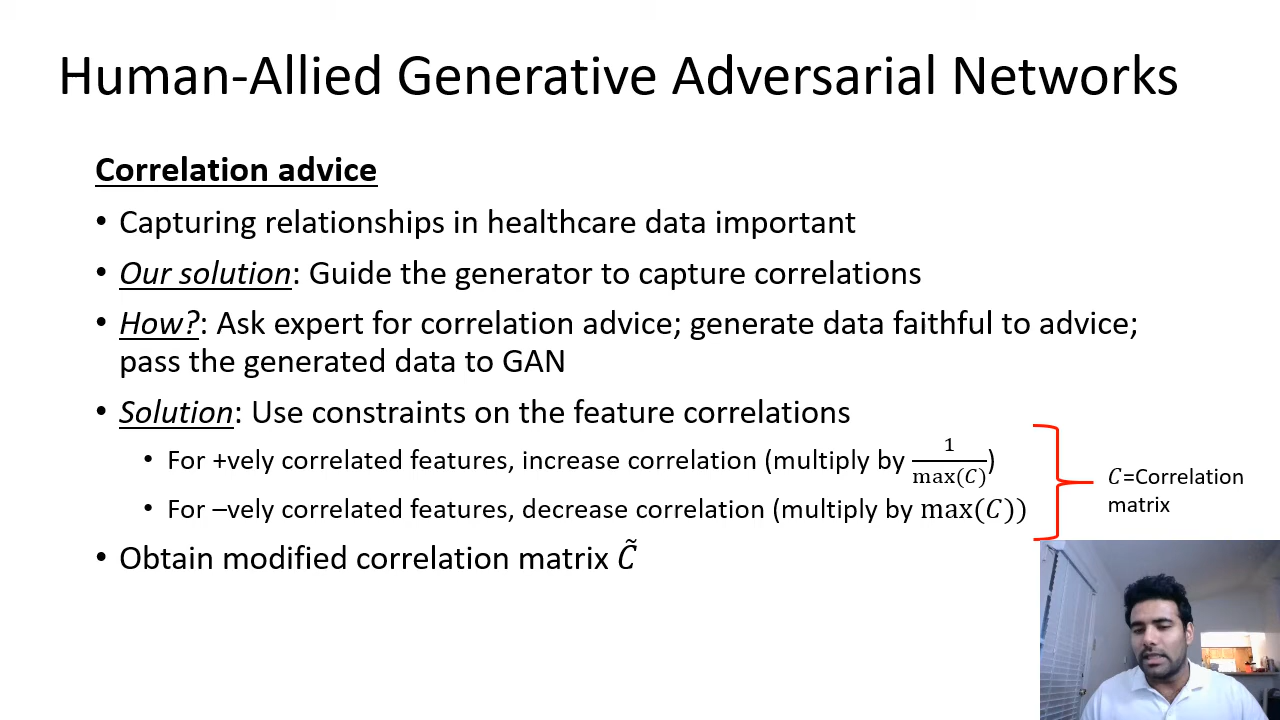 Human-Allied Generative Adversarial Networks
Correlation advice
• Capturing relationships in healthcare data important
• Our solution: Guide the generator to capture correlations
• How?: Ask expert for correlation advice; generate data faithful to advice;
pass the generated data to GAN
• Solution: Use constraints on the feature correlations
• For +vely correlated features, increase correlation (multiply by 1/max(C))
• For –vely correlated features, decrease correlation (multiply by max(C))
C=Correlation
matrix
• Obtain modified correlation matrix C̃